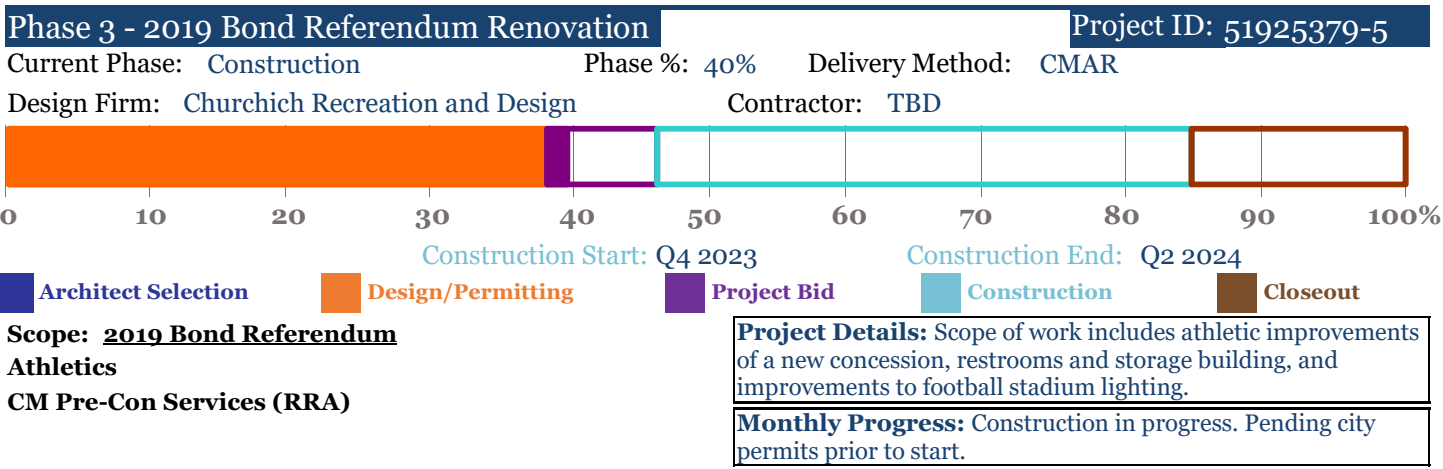 Phase 3 - 2019 Bond Referendum Renovation Project ID: 51925379-5
Current Phase: Construction Phase %: 40% Delivery Method: CMAR
Design Firm: Churchich Recreation and Design Contractor: TBD
0 10 20 30 40 50 60 70 80 90 100%
Construction Start: Q4 2023 Construction End: Q2 2024
Architect Selection Design/Permitting Project Bid Construction Closeout
Scope: 2019 Bond Referendum
Athletics
CM Pre-Con Services (RRA)
Project Details: Scope of work includes athletic improvements
of a new concession, restrooms and storage building, and
improvements to football stadium lighting.
Monthly Progress: Construction in progress. Pending city
permits prior to start.